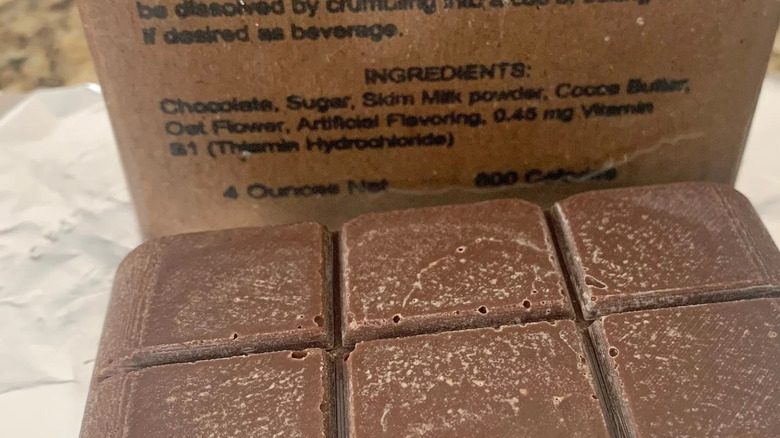 be dissolved by crumbling into a cup of boiling
if desired as beverage.
INGREDIENTS:
Chocolate, Sugar, Skim Milk powder, Cocoa Butter,
Oat Flower, Artificial Flavoring, 0.45 mg Vitamin
B1 (Thiamin Hydrochloride)
4 Ounces Net 600 Calories